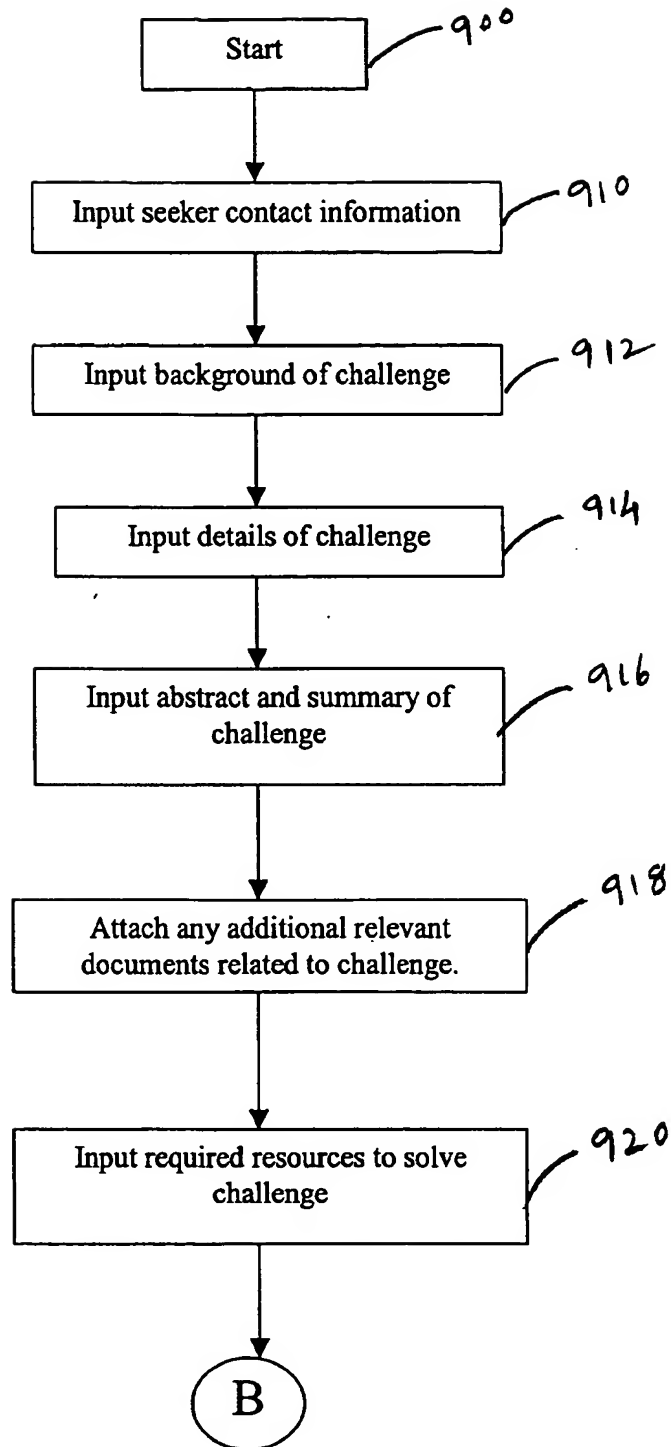 Start
900
Input seeker contact information
910
Input background of challenge
912
Input details of challenge
914
Input abstract and summary of
challenge
916
Attach any additional relevant
documents related to challenge.
918
Input required resources to solve
challenge
920
B